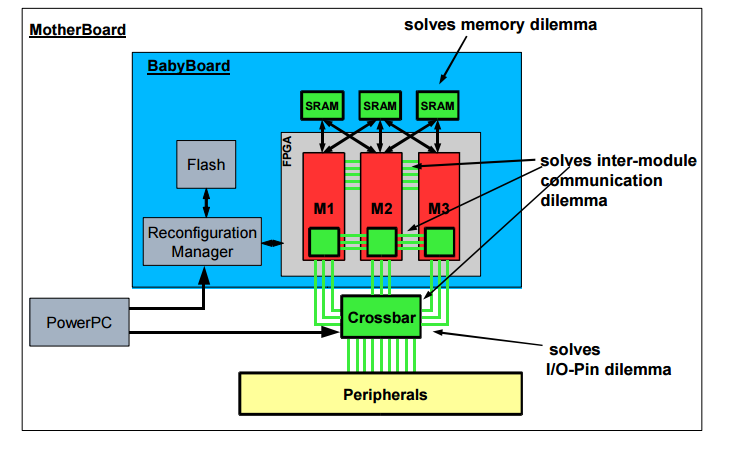 solves memory dilemma
MotherBoard
BabyBoard
SRAM
SRAM
SRAM
FPGA
Flash
solves inter-module
communication
dilemma
M1
M2
M3
Reconfiguration
Manager
PowerPC
Crossbar
solves
I/O-Pin dilemma
Peripherals